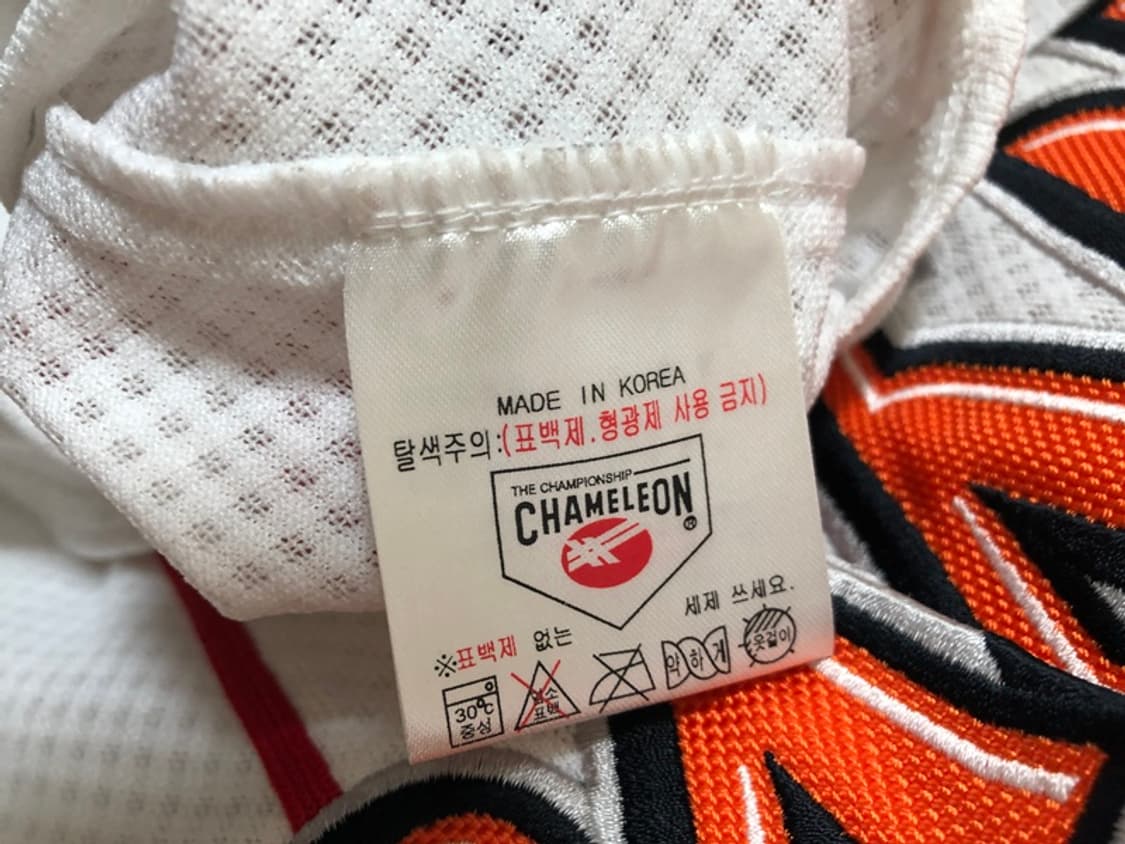 MADE IN KOREA
탈색주의:(표백제.형광제 사용 금지)
THE CHAMPIONSHIP
CHAMELEON®
세제 쓰세요.
※표백제 없는
30℃ 중성
염소 표백
약하게
옷걸이